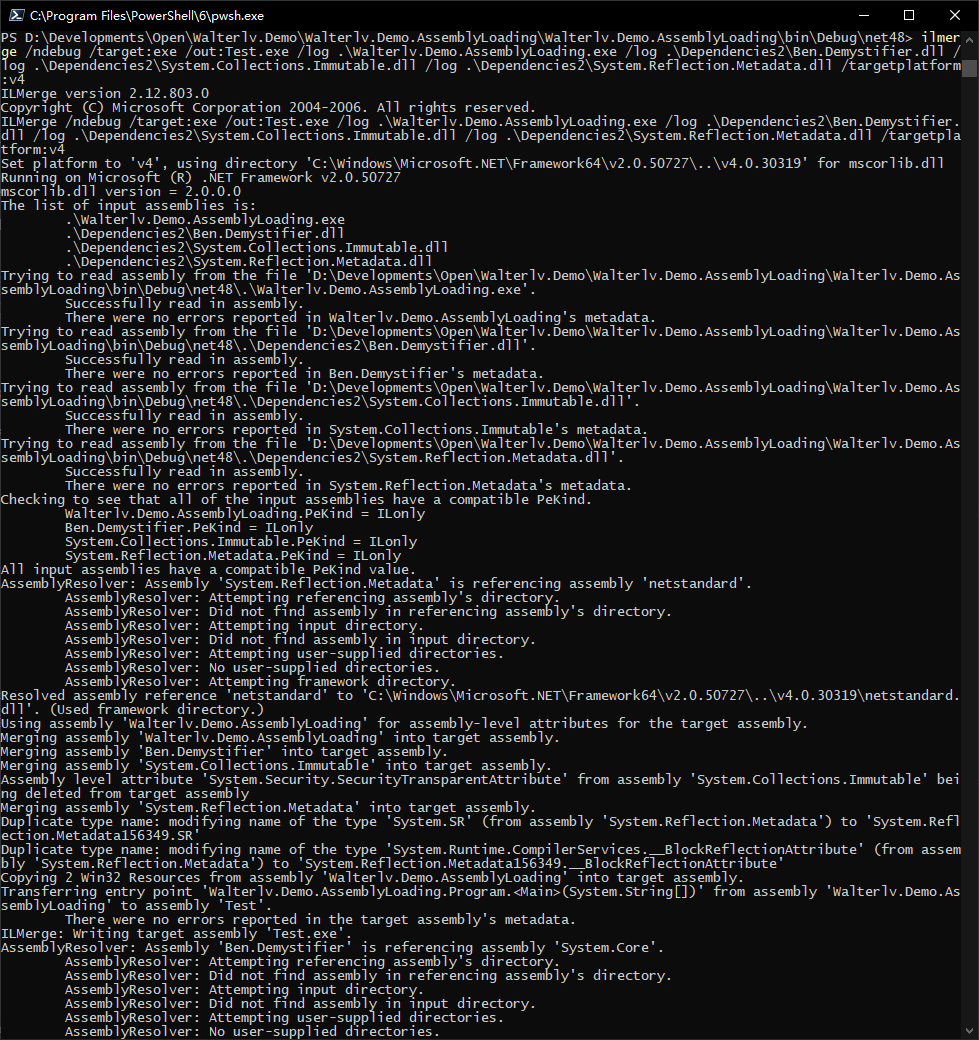 C:\Program Files\PowerShell\6\pwsh.exe
PS D:\Developments\Open\Walterlv.Demo\Walterlv.Demo.AssemblyLoading\Walterlv.Demo.AssemblyLoading\bin\Debug\net48> ilmer
ge /ndebug /target:exe /out:Test.exe /log .\Walterlv.Demo.AssemblyLoading.exe /log .\Dependencies2\Ben.Demystifier.dll /
log .\Dependencies2\System.Collections.Immutable.dll /log .\Dependencies2\System.Reflection.Metadata.dll /targetplatform
:v4
ILMerge version 2.12.803.0
Copyright (C) Microsoft Corporation 2004-2006. All rights reserved.
ILMerge /ndebug /target:exe /out:Test.exe /log .\Walterlv.Demo.AssemblyLoading.exe /log .\Dependencies2\Ben.Demystifier.
dll /log .\Dependencies2\System.Collections.Immutable.dll /log .\Dependencies2\System.Reflection.Metadata.dll /targetpla
tform:v4
Set platform to 'v4', using directory 'C:\Windows\Microsoft.NET\Framework64\v2.0.50727\..\v4.0.30319' for mscorlib.dll
Running on Microsoft (R) .NET Framework v2.0.50727
mscorlib.dll version = 2.0.0.0
The list of input assemblies is:
        .\Walterlv.Demo.AssemblyLoading.exe
        .\Dependencies2\Ben.Demystifier.dll
        .\Dependencies2\System.Collections.Immutable.dll
        .\Dependencies2\System.Reflection.Metadata.dll
Trying to read assembly from the file 'D:\Developments\Open\Walterlv.Demo\Walterlv.Demo.AssemblyLoading\Walterlv.Demo.As
semblyLoading\bin\Debug\net48\.\Walterlv.Demo.AssemblyLoading.exe'.
        Successfully read in assembly.
        There were no errors reported in Walterlv.Demo.AssemblyLoading's metadata.
Trying to read assembly from the file 'D:\Developments\Open\Walterlv.Demo\Walterlv.Demo.AssemblyLoading\Walterlv.Demo.As
semblyLoading\bin\Debug\net48\.\Dependencies2\Ben.Demystifier.dll'.
        Successfully read in assembly.
        There were no errors reported in Ben.Demystifier's metadata.
Trying to read assembly from the file 'D:\Developments\Open\Walterlv.Demo\Walterlv.Demo.AssemblyLoading\Walterlv.Demo.As
semblyLoading\bin\Debug\net48\.\Dependencies2\System.Collections.Immutable.dll'.
        Successfully read in assembly.
        There were no errors reported in System.Collections.Immutable's metadata.
Trying to read assembly from the file 'D:\Developments\Open\Walterlv.Demo\Walterlv.Demo.AssemblyLoading\Walterlv.Demo.As
semblyLoading\bin\Debug\net48\.\Dependencies2\System.Reflection.Metadata.dll'.
        Successfully read in assembly.
        There were no errors reported in System.Reflection.Metadata's metadata.
Checking to see that all of the input assemblies have a compatible PeKind.
        Walterlv.Demo.AssemblyLoading.PeKind = ILonly
        Ben.Demystifier.PeKind = ILonly
        System.Collections.Immutable.PeKind = ILonly
        System.Reflection.Metadata.PeKind = ILonly
All input assemblies have a compatible PeKind value.
AssemblyResolver: Assembly 'System.Reflection.Metadata' is referencing assembly 'netstandard'.
        AssemblyResolver: Attempting referencing assembly's directory.
        AssemblyResolver: Did not find assembly in referencing assembly's directory.
        AssemblyResolver: Attempting input directory.
        AssemblyResolver: Did not find assembly in input directory.
        AssemblyResolver: Attempting user-supplied directories.
        AssemblyResolver: No user-supplied directories.
        AssemblyResolver: Attempting framework directory.
Resolved assembly reference 'netstandard' to 'C:\Windows\Microsoft.NET\Framework64\v2.0.50727\..\v4.0.30319\netstandard.
dll'. (Used framework directory.)
Using assembly 'Walterlv.Demo.AssemblyLoading' for assembly-level attributes for the target assembly.
Merging assembly 'Walterlv.Demo.AssemblyLoading' into target assembly.
Merging assembly 'Ben.Demystifier' into target assembly.
Merging assembly 'System.Collections.Immutable' into target assembly.
Assembly level attribute 'System.Security.SecurityTransparentAttribute' from assembly 'System.Collections.Immutable' bei
ng deleted from target assembly
Merging assembly 'System.Reflection.Metadata' into target assembly.
Duplicate type name: modifying name of the type 'System.SR' (from assembly 'System.Reflection.Metadata') to 'System.Refl
ection.Metadata156349.SR'
Duplicate type name: modifying name of the type 'System.Runtime.CompilerServices.__BlockReflectionAttribute' (from assem
bly 'System.Reflection.Metadata') to 'System.Reflection.Metadata156349.__BlockReflectionAttribute'
Copying 2 Win32 Resources from assembly 'Walterlv.Demo.AssemblyLoading' into target assembly.
Transferring entry point 'Walterlv.Demo.AssemblyLoading.Program.<Main>(System.String[])' from assembly 'Walterlv.Demo.As
semblyLoading' to assembly 'Test'.
        There were no errors reported in the target assembly's metadata.
ILMerge: Writing target assembly 'Test.exe'.
AssemblyResolver: Assembly 'Ben.Demystifier' is referencing assembly 'System.Core'.
        AssemblyResolver: Attempting referencing assembly's directory.
        AssemblyResolver: Did not find assembly in referencing assembly's directory.
        AssemblyResolver: Attempting input directory.
        AssemblyResolver: Did not find assembly in input directory.
        AssemblyResolver: Attempting user-supplied directories.
        AssemblyResolver: No user-supplied directories.